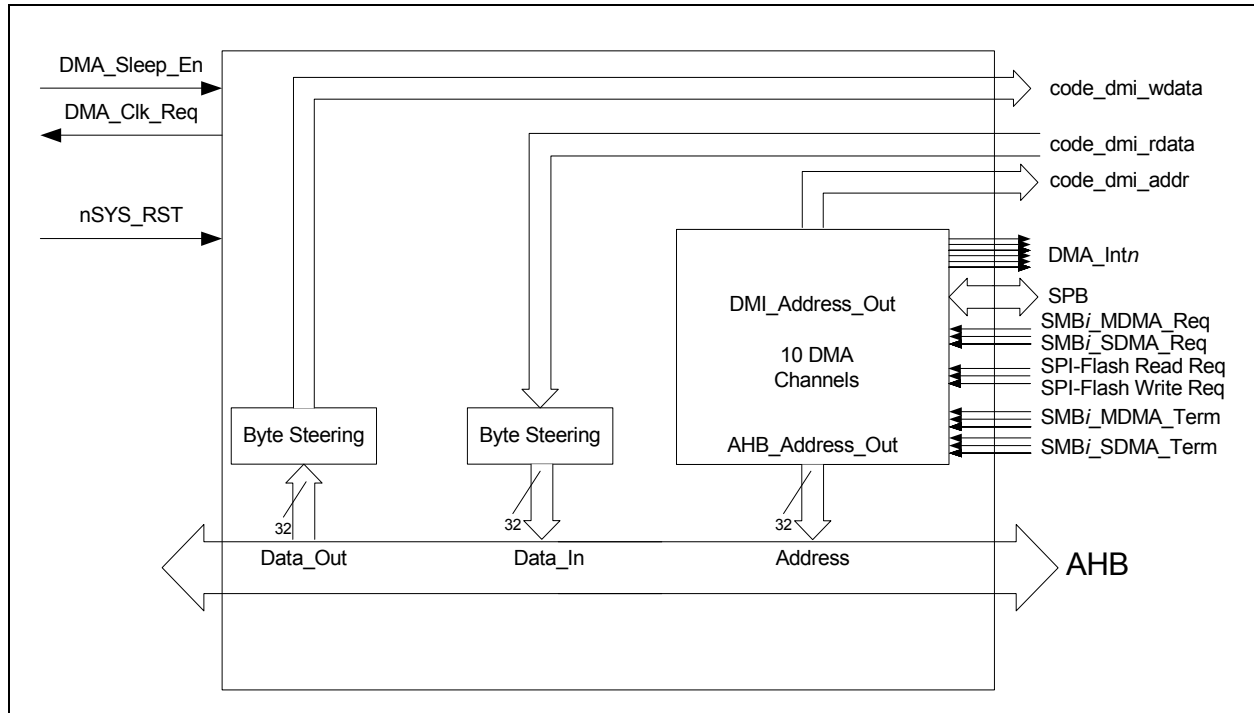 DMA_Sleep_En
DMA_Clk_Req
nSYS_RST
code_dmi_wdata
code_dmi_rdata
code_dmi_addr
DMA_Intn
SPB
SMBi_MDMA_Req
SMBi_SDMA_Req
SPI-Flash Read Req
SPI-Flash Write Req
SMBi_MDMA_Term
SMBi_SDMA_Term
DMI_Address_Out
10 DMA
Channels
AHB_Address_Out
Byte Steering
Byte Steering
32
32
32
Data_Out
Data_In
Address
AHB